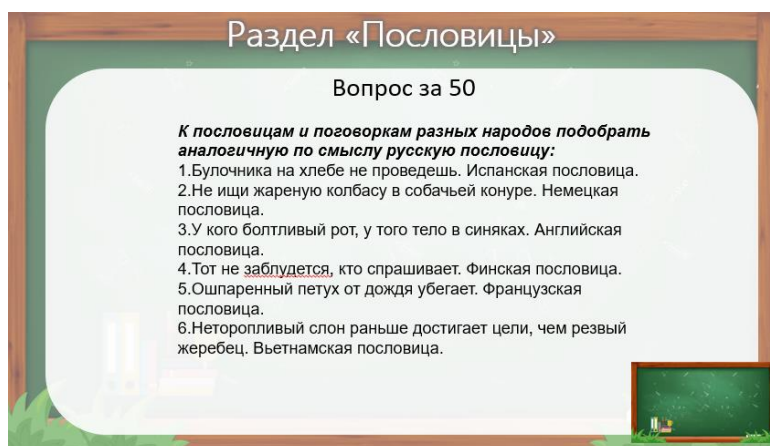 Раздел «Пословицы»
Вопрос за 50
К пословицам и поговоркам разных народов подобрать
аналогичную по смыслу русскую пословицу:
1.Булочника на хлебе не проведешь. Испанская пословица.
2.Не ищи жареную колбасу в собачьей конуре. Немецкая
пословица.
3.У кого болтливый рот, у того тело в синяках. Английская
пословица.
4.Тот не заблудется, кто спрашивает. Финская пословица.
5.Ошпаренный петух от дождя убегает. Французская
пословица.
6.Неторопливый слон раньше достигает цели, чем резвый
жеребец. Вьетнамская пословица.